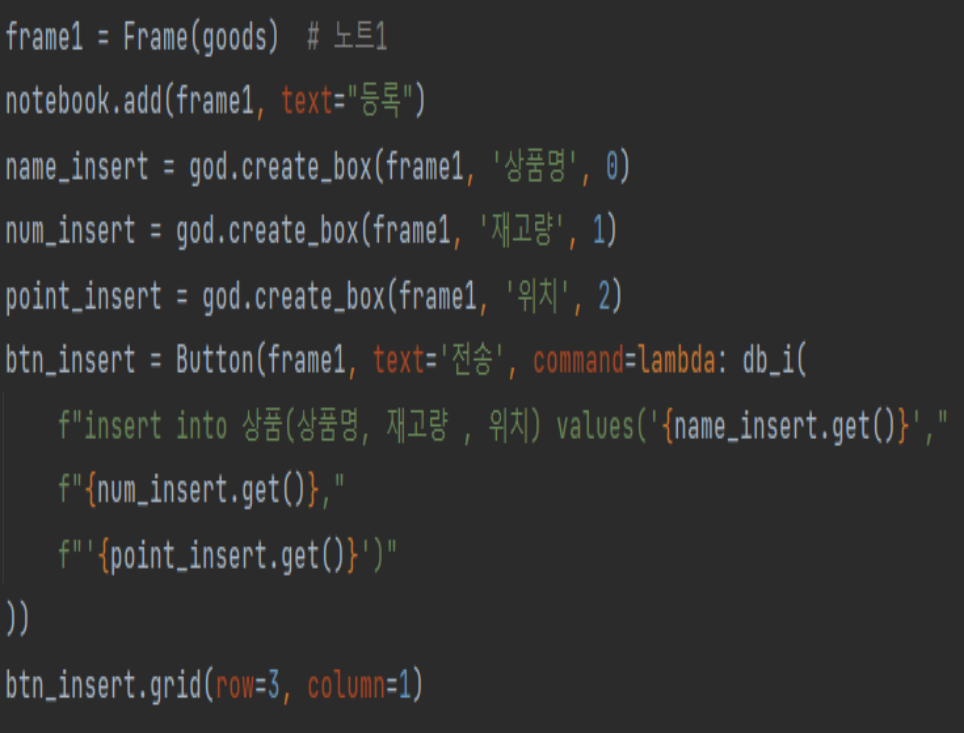 frame1 = Frame(goods)  # 노트1
notebook.add(frame1, text="등록")
name_insert = god.create_box(frame1, '상품명', 0)
num_insert = god.create_box(frame1, '재고량', 1)
point_insert = god.create_box(frame1, '위치', 2)
btn_insert = Button(frame1, text='전송', command=lambda: db_i(
    f"insert into 상품(상품명, 재고량 , 위치) values('{name_insert.get()}',"
    f"{num_insert.get()},"
    f"'{point_insert.get()}')"
))
btn_insert.grid(row=3, column=1)